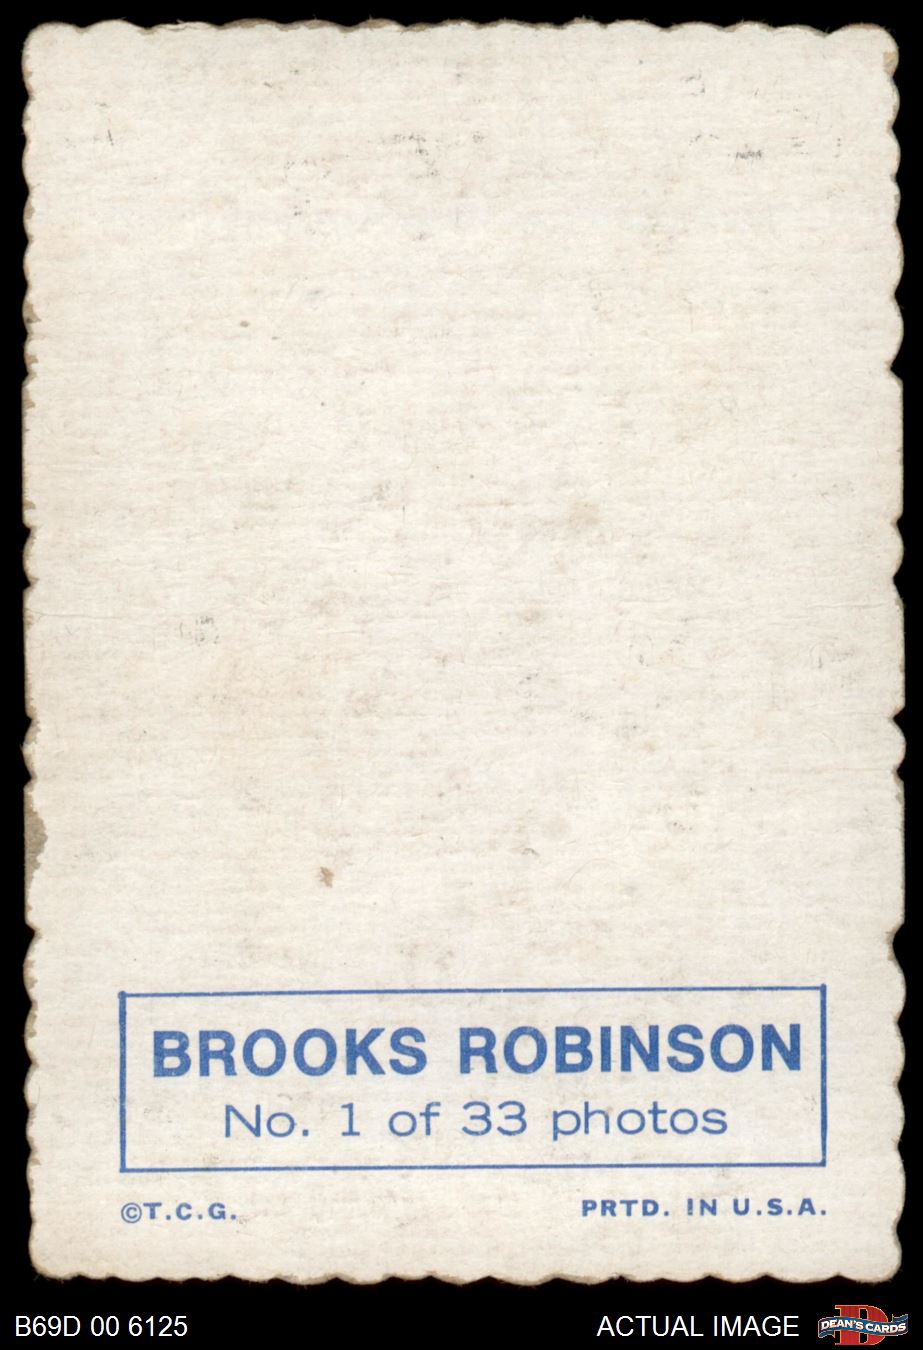 BROOKS ROBINSON
No. 1 of 33 photos
©T.C.G.
PRTD. IN U.S.A.
B69D 00 6125
ACTUAL IMAGE
D
DEAN'S CARDS